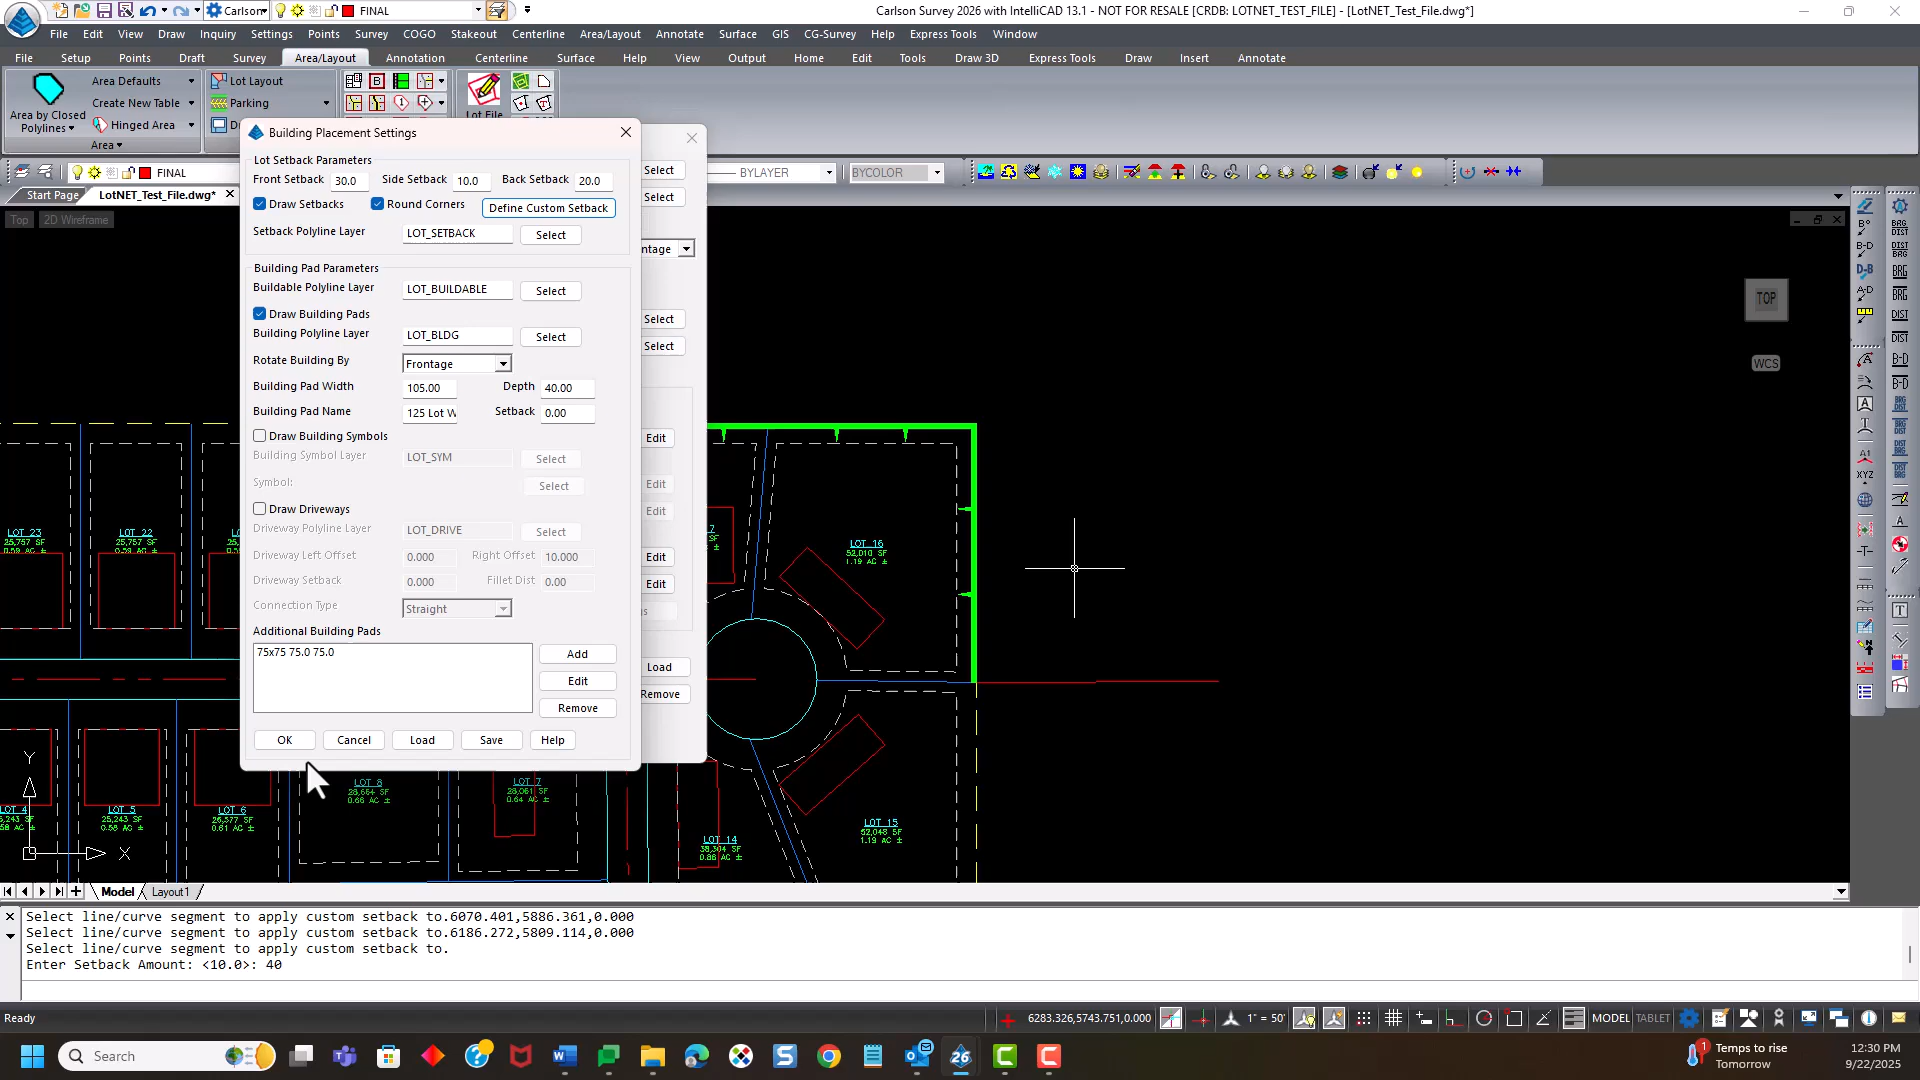 Carlson
FINAL
Carlson Survey 2026 with IntelliCAD 13.1 - NOT FOR RESALE [CRDB: LOTNET_TEST_FILE] - [LotNET_Test_File.dwg*]
File Edit View Draw Inquiry Settings Points Survey COGO Stakeout Centerline Area/Layout Annotate Surface GIS CG-Survey Help Express Tools Window
File Setup Points Draft Survey Area/Layout Annotation Centerline Surface Help View Output Home Edit Tools Draw 3D Express Tools Draw Insert Annotate
Area Defaults
Lot Layout
Create New Table
Parking
Area by Closed
Polylines
Hinged Area
Area
Lot File
FINAL
BYLAYER
BYCOLOR
Start Page
LotNET_Test_File.dwg*
Top
2D Wireframe
Building Placement Settings
Lot Setback Parameters
Front Setback 30.0 Side Setback 10.0 Back Setback 20.0
Draw Setbacks Round Corners Define Custom Setback
Setback Polyline Layer LOT_SETBACK Select
Building Pad Parameters
Buildable Polyline Layer LOT_BUILDABLE Select
Draw Building Pads
Building Polyline Layer LOT_BLDG Select
Rotate Building By Frontage
Building Pad Width 105.00 Depth 40.00
Building Pad Name 125 Lot W Setback 0.00
Draw Building Symbols
Building Symbol Layer LOT_SYM Select
Symbol: Select
Draw Driveways
Driveway Polyline Layer LOT_DRIVE Select
Driveway Left Offset 0.000 Right Offset 10.000
Driveway Setback 0.000 Fillet Dist 0.00
Connection Type Straight
Additional Building Pads
75x75 75.0 75.0
Add
Edit
Remove
OK Cancel Load Save Help
Select
Select
ntage
Select
Select
Edit
Edit
Edit
Edit
Edit
Load
Remove
TOP
WCS
LOT 23
25,757 SF
0.59 AC ±
LOT 22
25,757 SF
0.59 AC ±
LOT 16
52,010 SF
1.19 AC ±
LOT 5
25,243 SF
0.58 AC ±
LOT 6
26,377 SF
0.61 AC ±
LOT 8
28,664 SF
0.66 AC ±
LOT 7
28,061 SF
0.64 AC ±
LOT 14
38,304 SF
0.88 AC ±
LOT 15
52,048 SF
1.19 AC ±
LOT 4
Y
X
BRG
DIST
B-D
BRG
DIST
A-D
XYZ
Model Layout1
Select line/curve segment to apply custom setback to.6070.401,5886.361,0.000
Select line/curve segment to apply custom setback to.6186.272,5809.114,0.000
Select line/curve segment to apply custom setback to.
Enter Setback Amount: <10.0>: 40
Ready
6283.326,5743.751,0.000
1" = 50'
MODEL
TABLET
Search
26
Temps to rise
Tomorrow
12:30 PM
9/22/2025